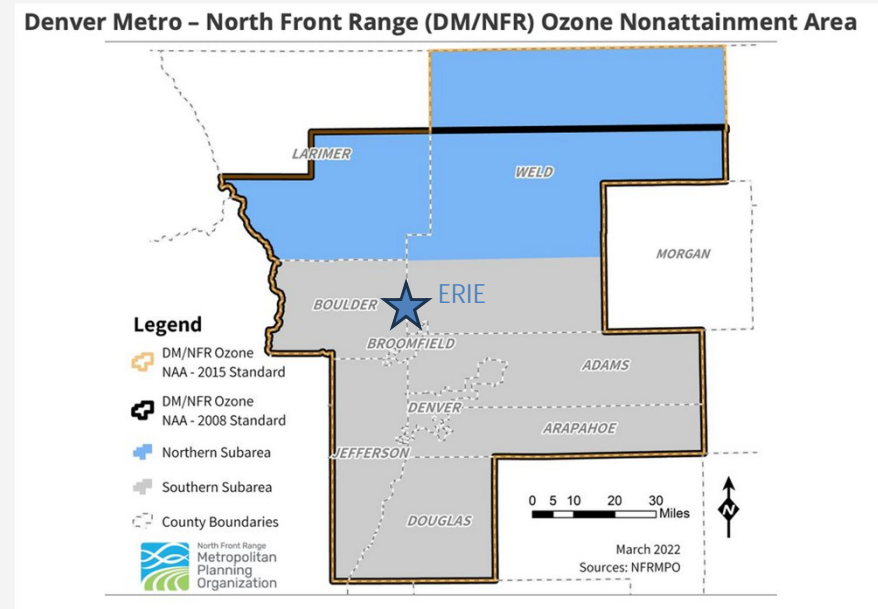 Denver Metro – North Front Range (DM/NFR) Ozone Nonattainment Area
LARIMER
WELD
MORGAN
BOULDER
ERIE
BROOMFIELD
ADAMS
DENVER
ARAPAHOE
JEFFERSON
DOUGLAS
Legend
DM/NFR Ozone
NAA - 2015 Standard
DM/NFR Ozone
NAA - 2008 Standard
Northern Subarea
Southern Subarea
County Boundaries
North Front Range
Metropolitan
Planning
Organization
0 5 10 20 30
Miles
N
March 2022
Sources: NFRMPO